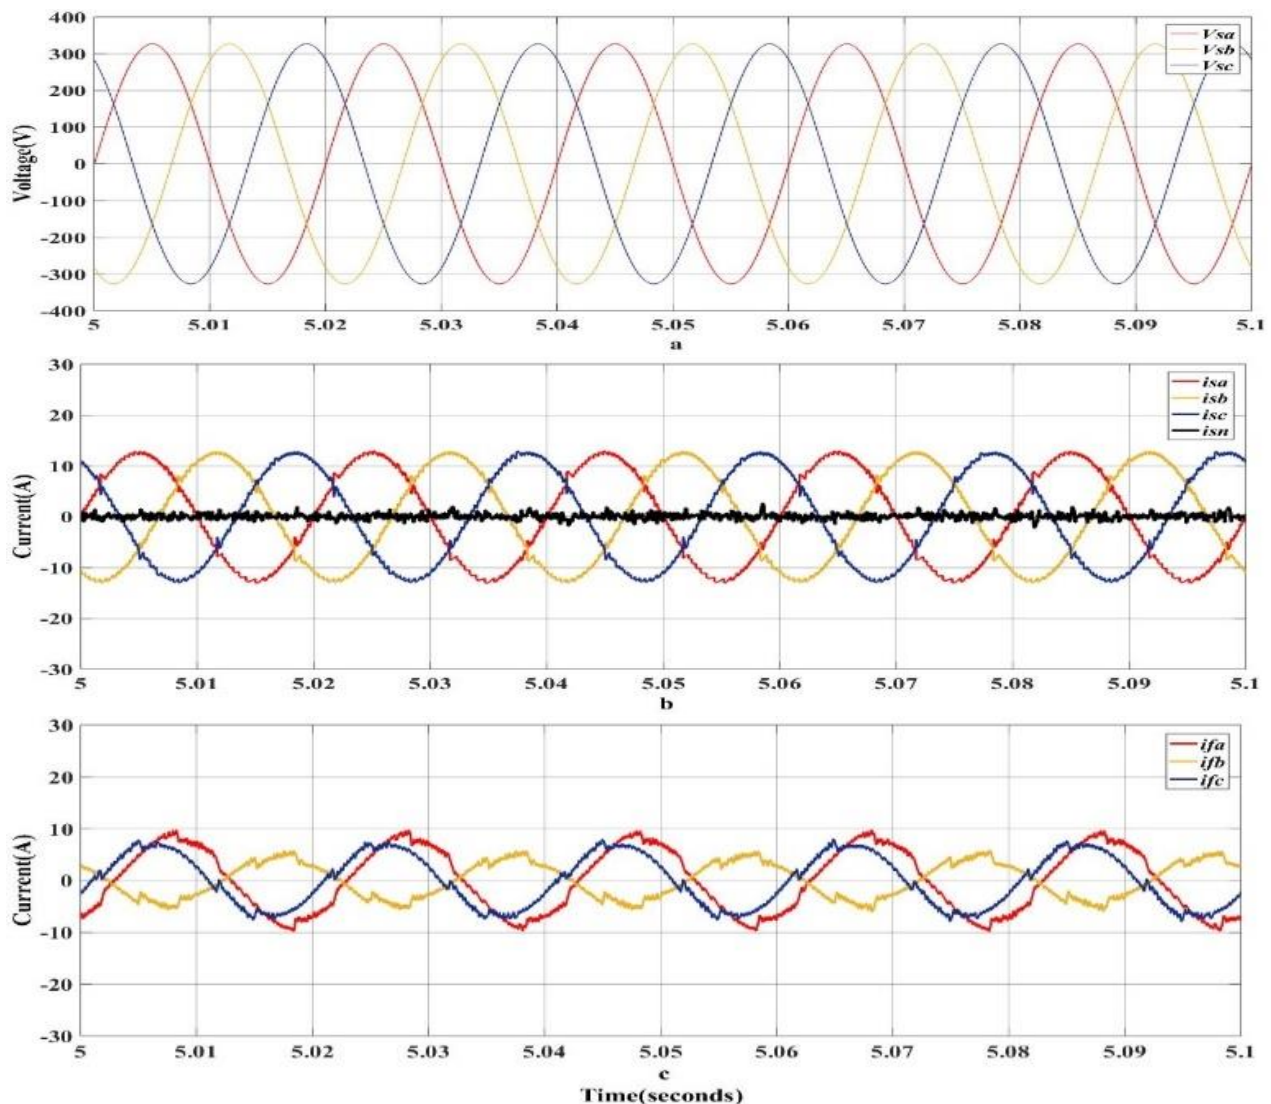 400
300
200
100
0
-100
-200
-300
-400
Voltage(V)
Vsa
Vsb
Vsc
5 5.01 5.02 5.03 5.04 5.05 5.06 5.07 5.08 5.09 5.1
a
30
20
10
0
-10
-20
-30
Current(A)
isa
isb
isc
isn
5 5.01 5.02 5.03 5.04 5.05 5.06 5.07 5.08 5.09 5.1
b
30
20
10
0
-10
-20
-30
Current(A)
ifa
ifb
ifc
5 5.01 5.02 5.03 5.04 5.05 5.06 5.07 5.08 5.09 5.1
c
Time(seconds)